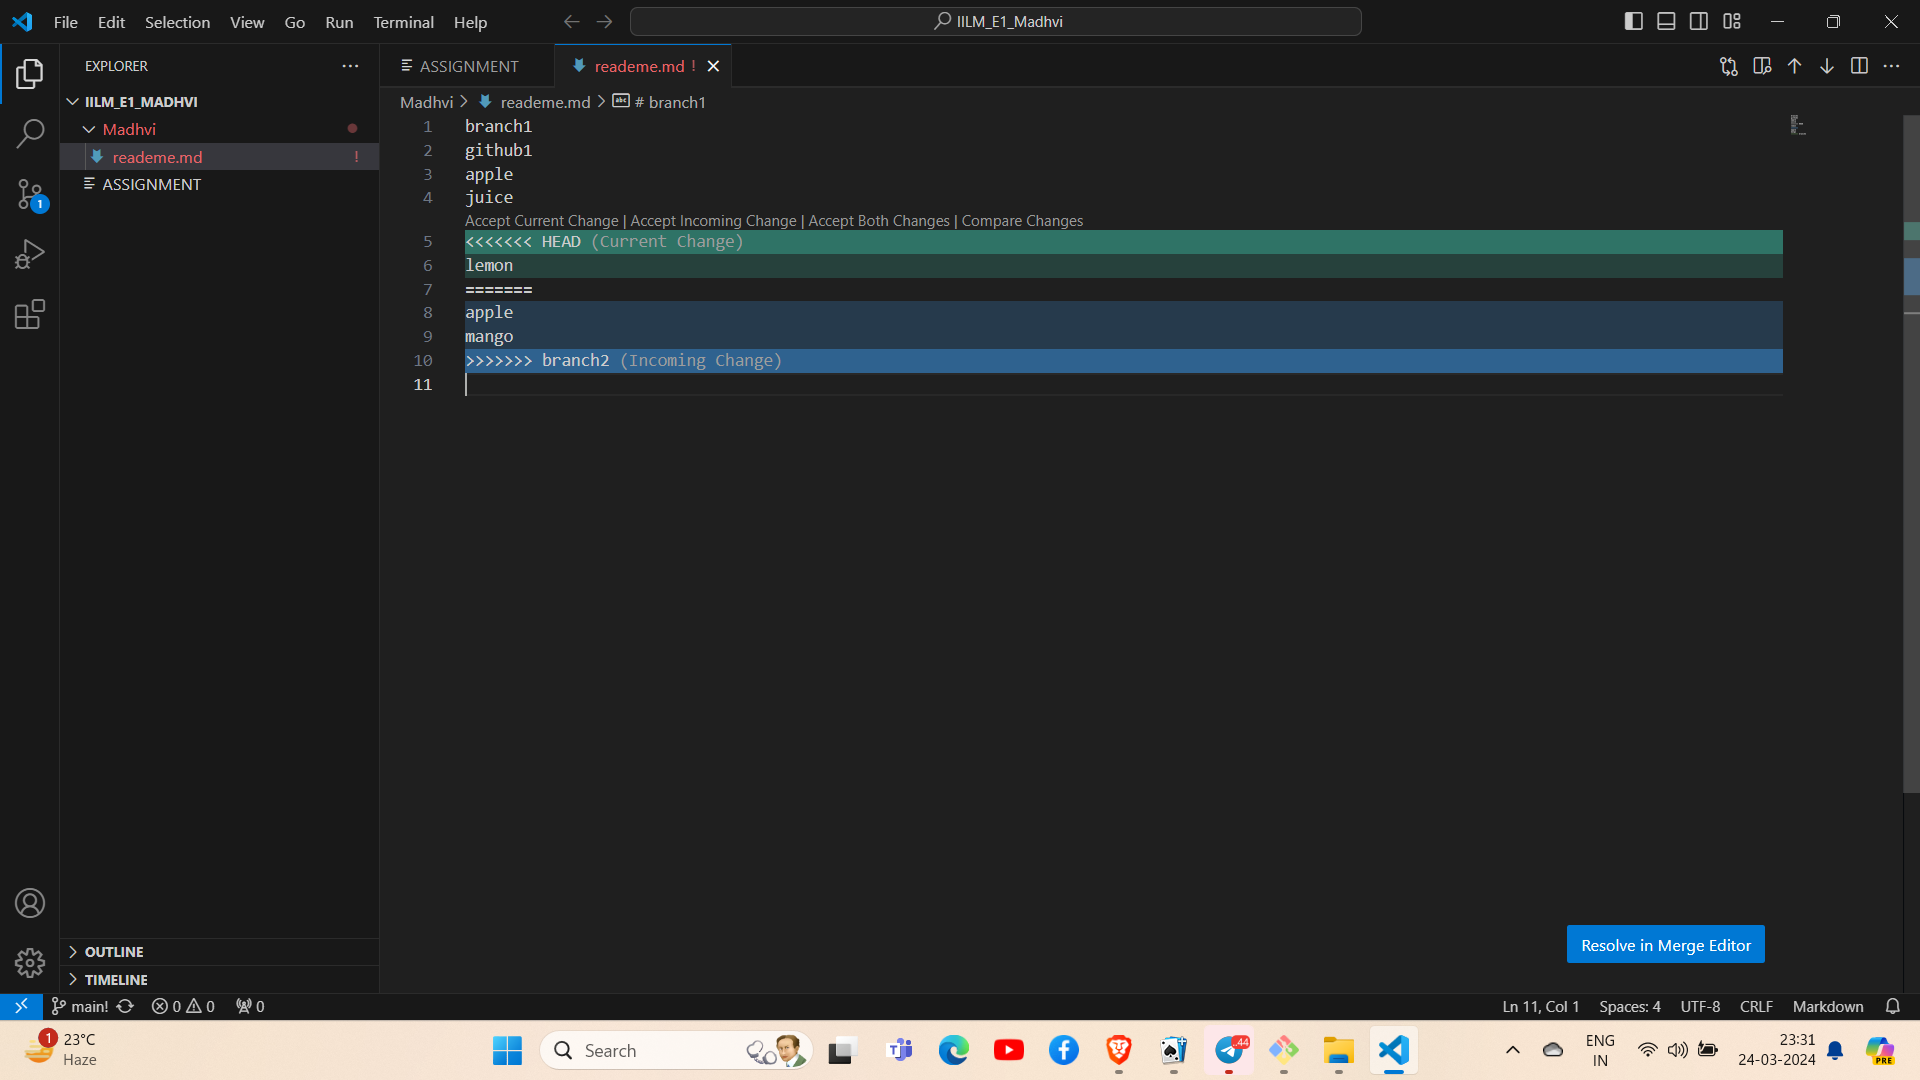 File Edit Selection View Go Run Terminal Help
IILM_E1_Madhvi
EXPLORER
IILM_E1_MADHVI
Madhvi
reademe.md !
ASSIGNMENT
1
ASSIGNMENT
reademe.md !
Madhvi > reademe.md > # branch1
1 branch1
2 github1
3 apple
4 juice
Accept Current Change | Accept Incoming Change | Accept Both Changes | Compare Changes
5 <<<<<<< HEAD (Current Change)
6 lemon
7 =======
8 apple
9 mango
10 >>>>>>> branch2 (Incoming Change)
11
Resolve in Merge Editor
OUTLINE
TIMELINE
main! 0 0 0
Ln 11, Col 1 Spaces: 4 UTF-8 CRLF Markdown
1
23°C
Haze
Search
.44
ENG
IN
23:31
24-03-2024
PRE